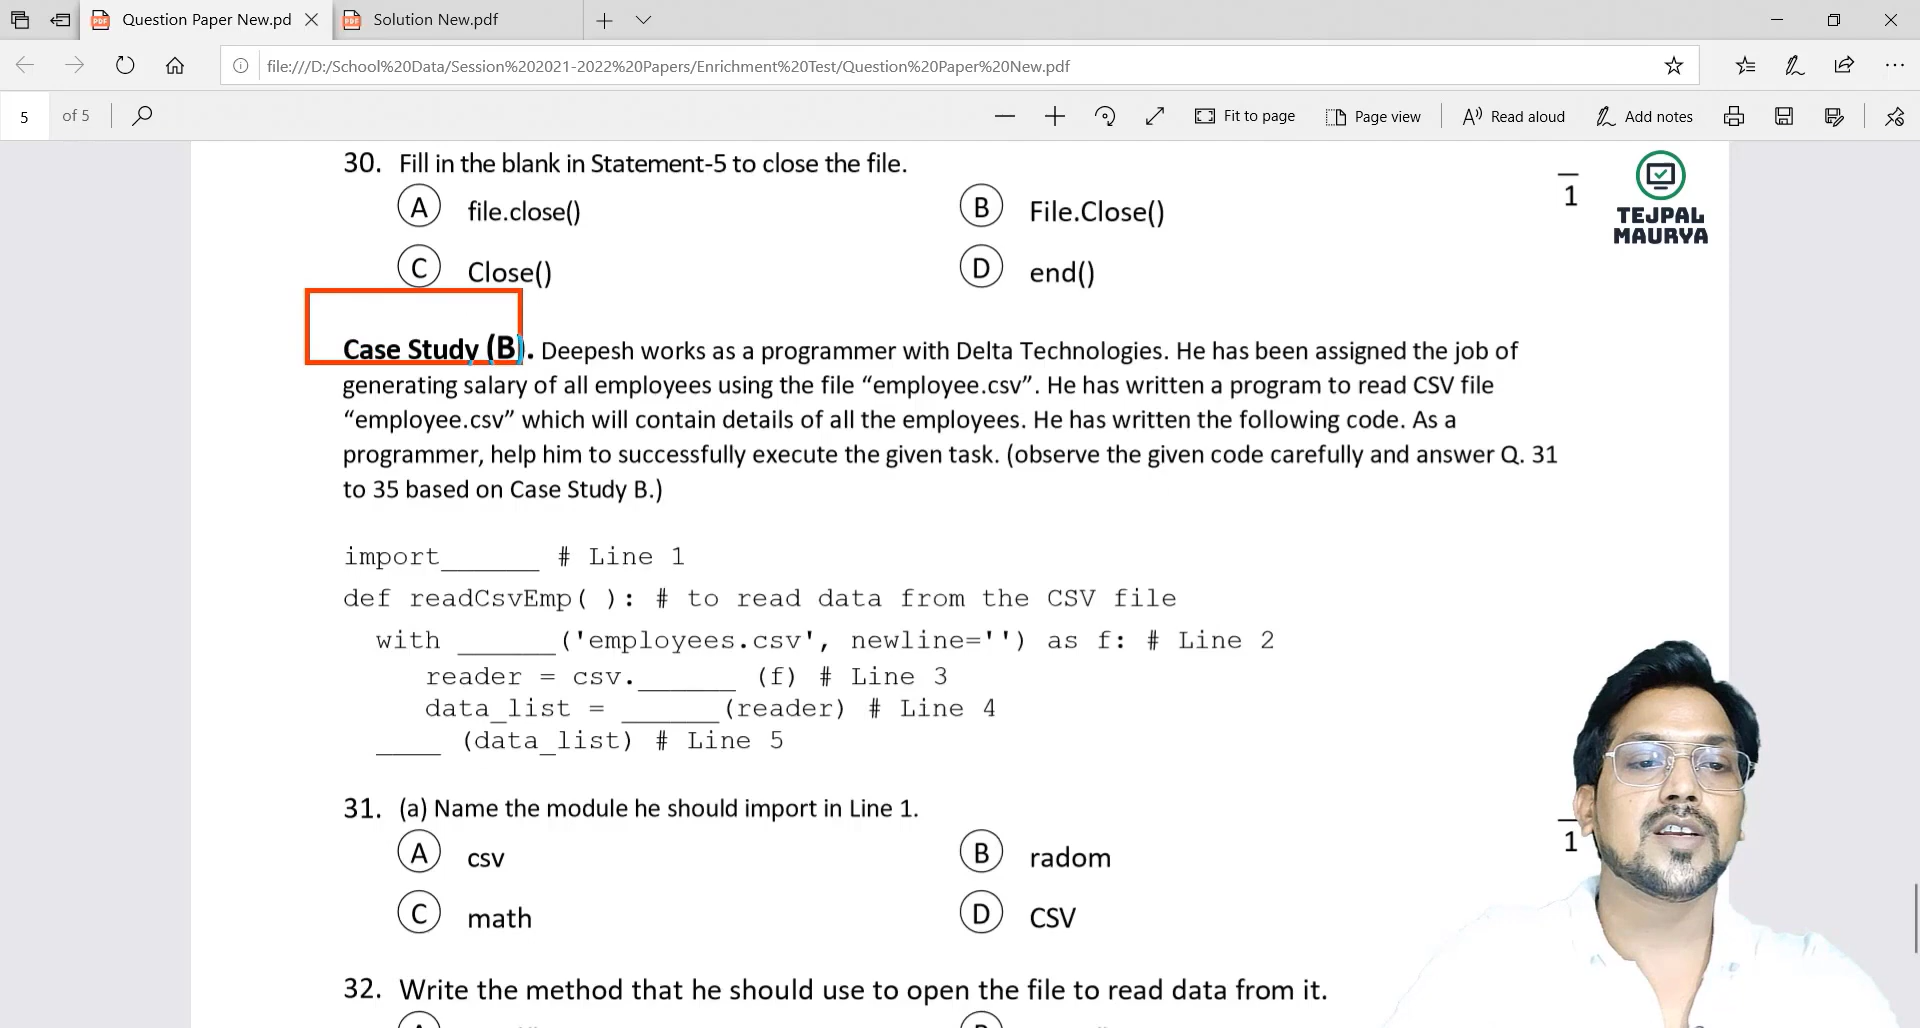 Question Paper New.pd
Solution New.pdf
file:///D:/School%20Data/Session%202021-2022%20Papers/Enrichment%20Test/Question%20Paper%20New.pdf
5 of 5
Fit to page
Page view
Read aloud
Add notes
30. Fill in the blank in Statement-5 to close the file.
1
A file.close() B File.Close()
C Close() D end()
TEJPAL
MAURYA
Case Study (B). Deepesh works as a programmer with Delta Technologies. He has been assigned the job of
generating salary of all employees using the file “employee.csv”. He has written a program to read CSV file
“employee.csv” which will contain details of all the employees. He has written the following code. As a
programmer, help him to successfully execute the given task. (observe the given code carefully and answer Q. 31
to 35 based on Case Study B.)
import______ # Line 1
def readCsvEmp( ): # to read data from the CSV file
with ______('employees.csv', newline='') as f: # Line 2
reader = csv.______ (f) # Line 3
data_list = ______(reader) # Line 4
____ (data_list) # Line 5
31. (a) Name the module he should import in Line 1.
1
A csv B radom
C math D CSV
32. Write the method that he should use to open the file to read data from it.